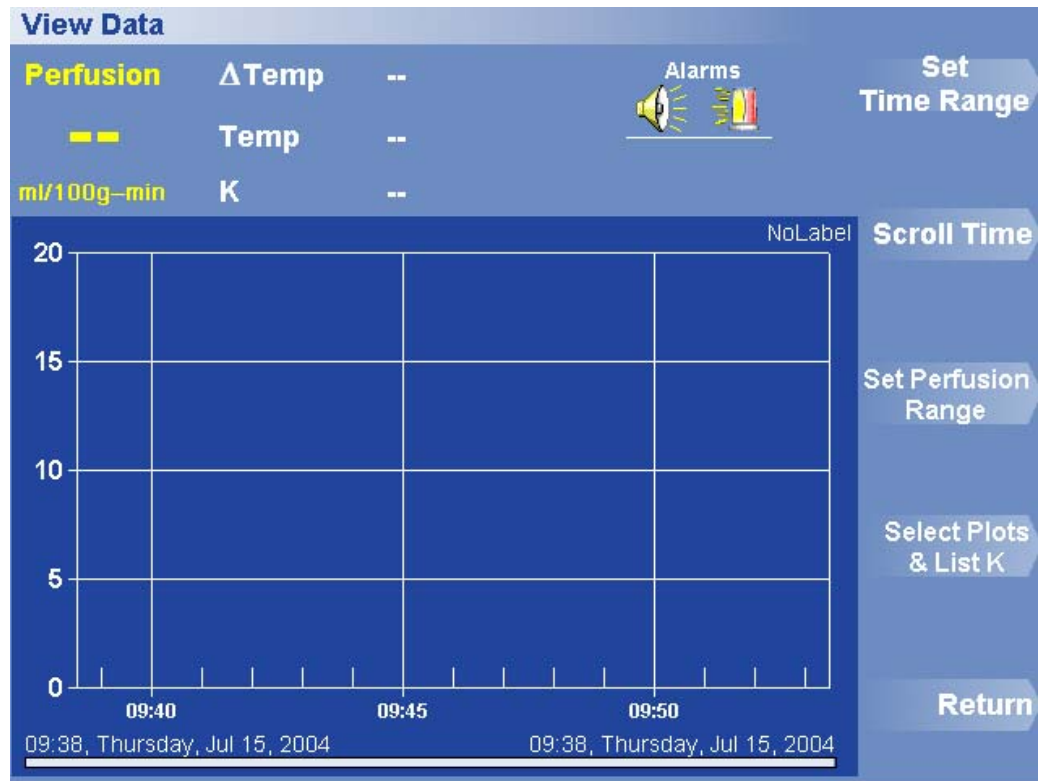 View Data
Perfusion
--
ml/100g–min
ΔTemp --
Temp --
K --
Alarms
Set
Time Range
Scroll Time
Set Perfusion
Range
Select Plots
& List K
Return
NoLabel
20
15
10
5
0
09:40 09:45 09:50
09:38, Thursday, Jul 15, 2004 09:38, Thursday, Jul 15, 2004